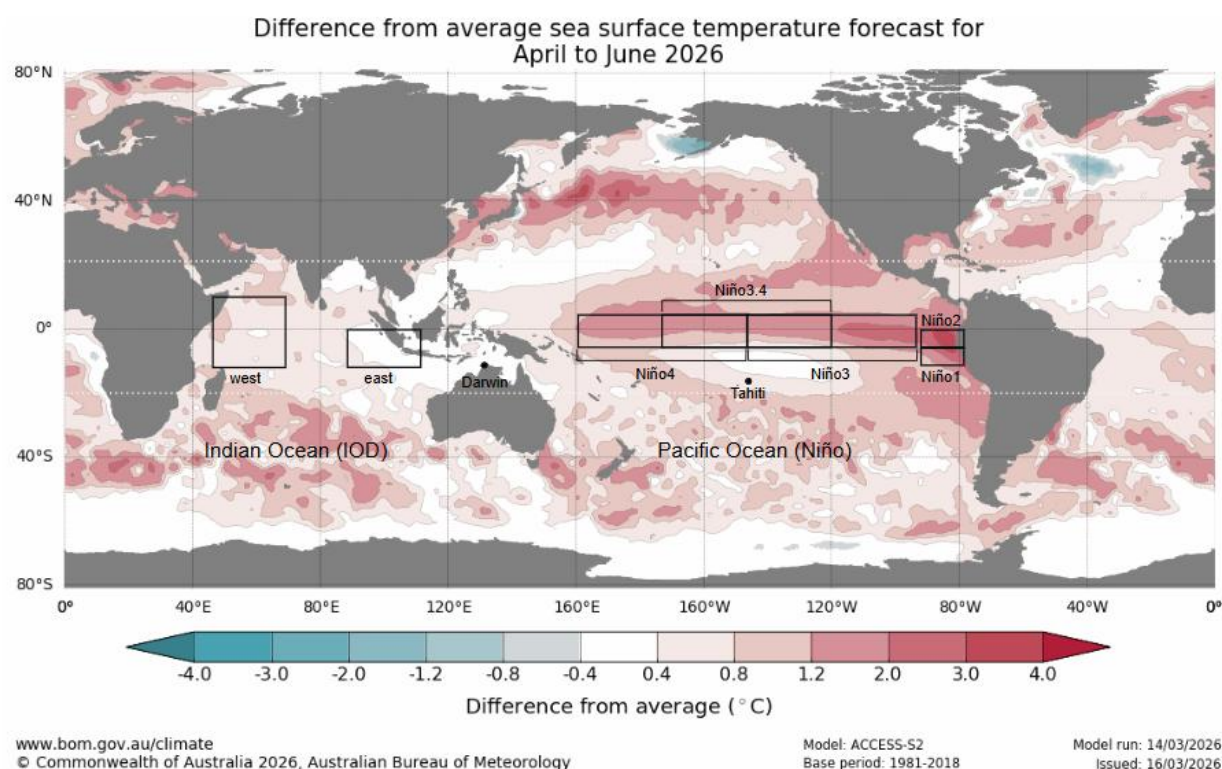 Difference from average sea surface temperature forecast for
April to June 2026
80°N
40°N
0°
40°S
80°S
Niño3.4
Niño2
west
east
Darwin
Niño4
Tahiti
Niño3
Niño1
Indian Ocean (IOD)
Pacific Ocean (Niño)
0° 40°E 80°E 120°E 160°E 160°W 120°W 80°W 40°W 0°
-4.0 -3.0 -2.0 -1.2 -0.8 -0.4 0.4 0.8 1.2 2.0 3.0 4.0
Difference from average (°C)
www.bom.gov.au/climate
© Commonwealth of Australia 2026, Australian Bureau of Meteorology
Model: ACCESS-S2
Base period: 1981-2018
Model run: 14/03/2026
Issued: 16/03/2026